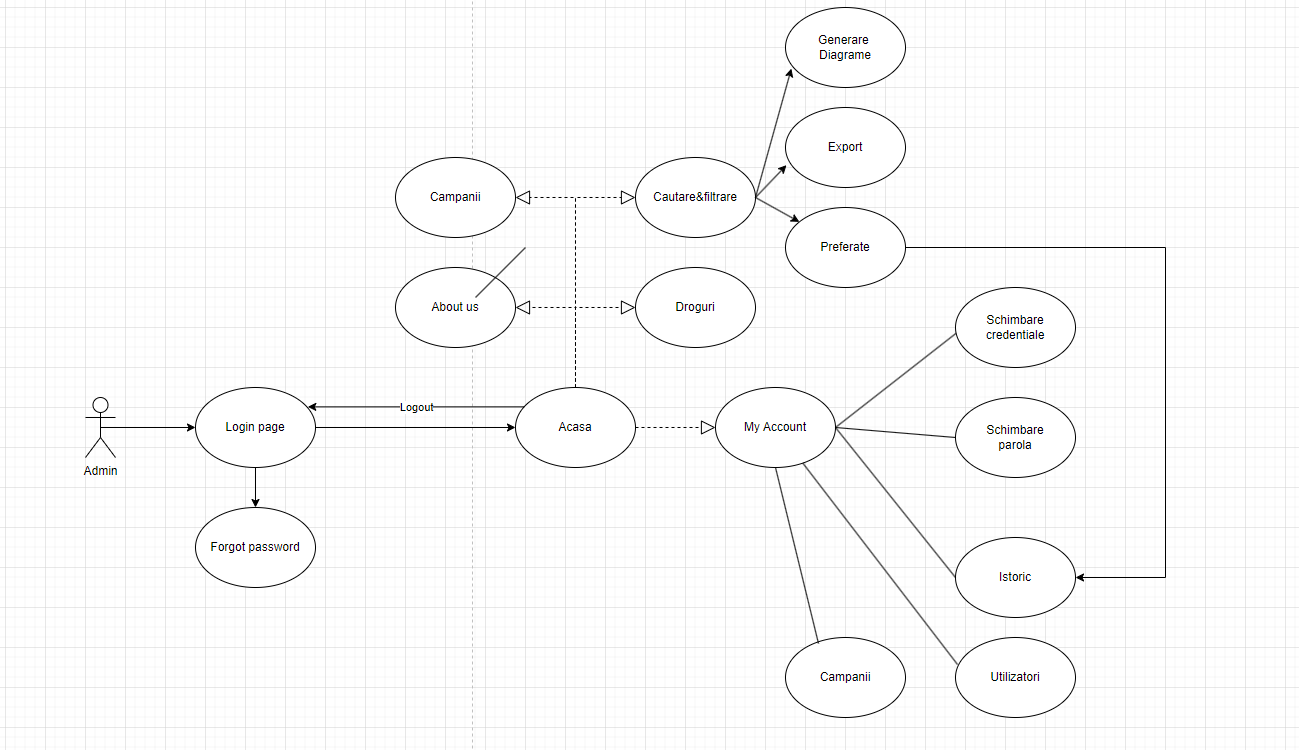 Generare
Diagrame
Export
Campanii
Cautare&filtrare
Preferate
About us
Droguri
Schimbare
credentiale
Logout
Login page
Acasa
My Account
Schimbare
parola
Admin
Forgot password
Istoric
Campanii
Utilizatori